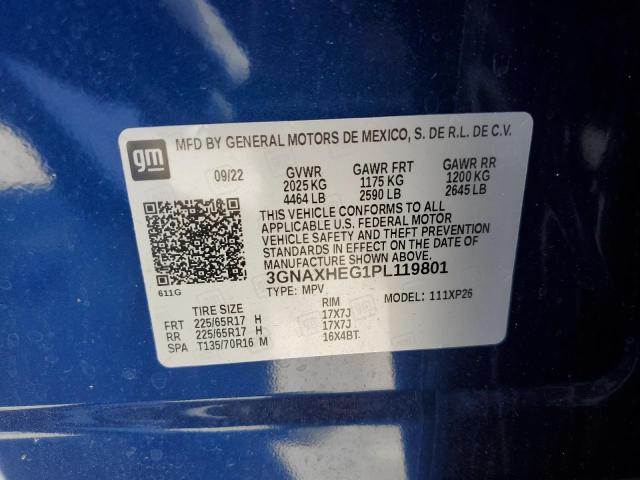 gm
MFD BY GENERAL MOTORS DE MEXICO, S. DE R.L. DE C.V.
09/22 GVWR GAWR FRT GAWR RR
2025 KG 1175 KG 1200 KG
4464 LB 2590 LB 2645 LB
THIS VEHICLE CONFORMS TO ALL
APPLICABLE U.S. FEDERAL MOTOR
VEHICLE SAFETY AND THEFT PREVENTION
STANDARDS IN EFFECT ON THE DATE OF
MANUFACTURE SHOWN ABOVE.
3GNAXHEG1PL119801
611G
TYPE: MPV MODEL: 111XP26
TIRE SIZE RIM
FRT 225/65R17 H 17X7J
RR 225/65R17 H 17X7J
SPA T135/70R16 M 16X4BT.